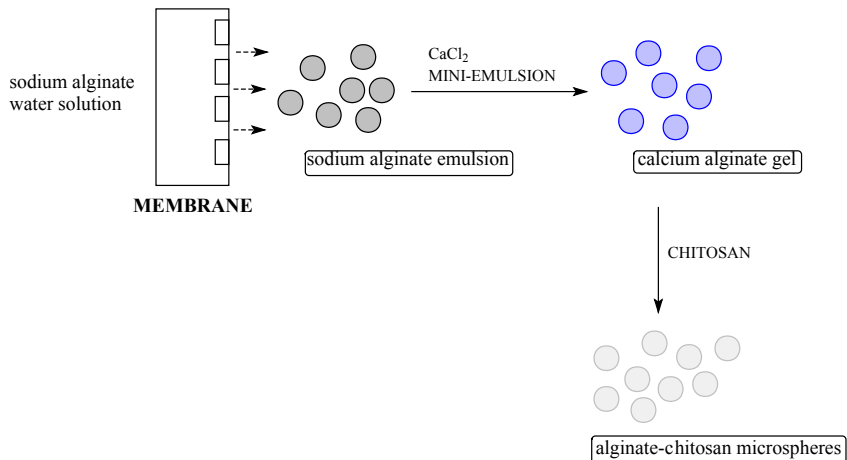 sodium alginate
water solution
MEMBRANE
sodium alginate emulsion
CaCl₂
MINI-EMULSION
calcium alginate gel
CHITOSAN
alginate-chitosan microspheres